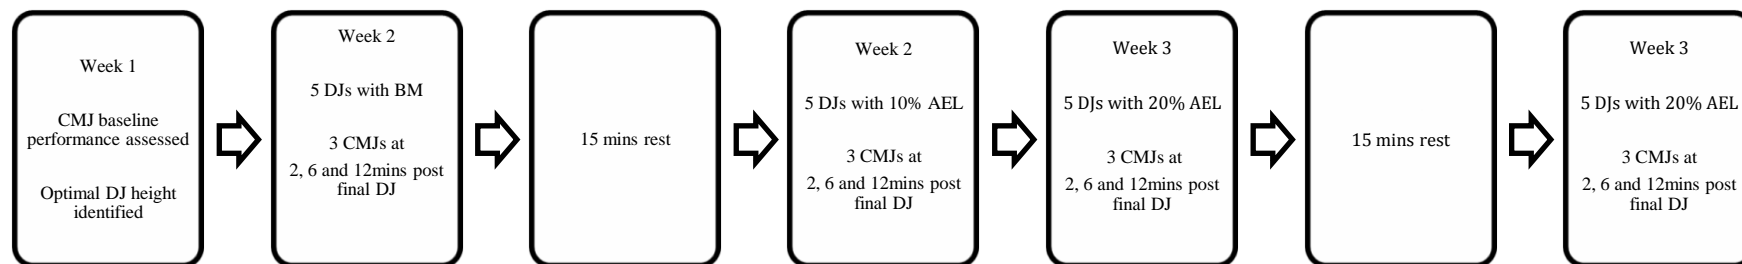 Week 1
CMJ baseline
performance assessed
Optimal DJ height
identified
Week 2
5 DJs with BM
3 CMJs at
2, 6 and 12mins post
final DJ
15 mins rest
Week 2
5 DJs with 10% AEL
3 CMJs at
2, 6 and 12mins post
final DJ
Week 3
5 DJs with 20% AEL
3 CMJs at
2, 6 and 12mins post
final DJ
15 mins rest
Week 3
5 DJs with 20% AEL
3 CMJs at
2, 6 and 12mins post
final DJ